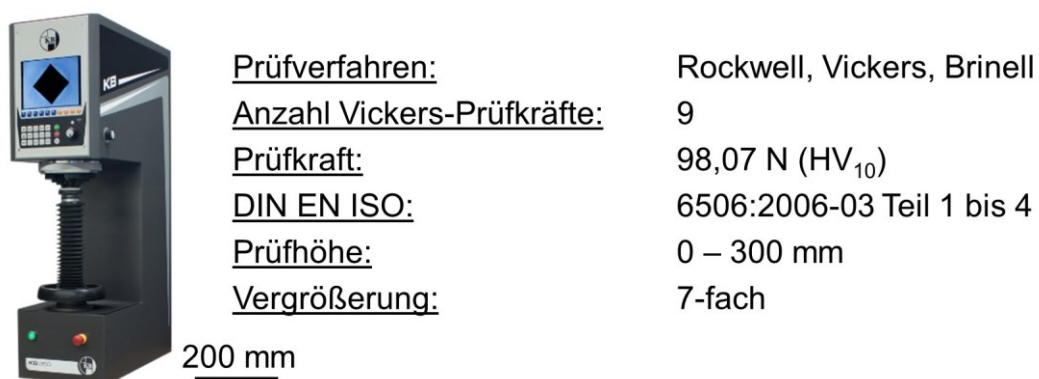 KB
Prüfverfahren: Rockwell, Vickers, Brinell
Anzahl Vickers-Prüfkräfte: 9
Prüfkraft: 98,07 N (HV10)
DIN EN ISO: 6506:2006-03 Teil 1 bis 4
Prüfhöhe: 0 – 300 mm
Vergrößerung: 7-fach
200 mm